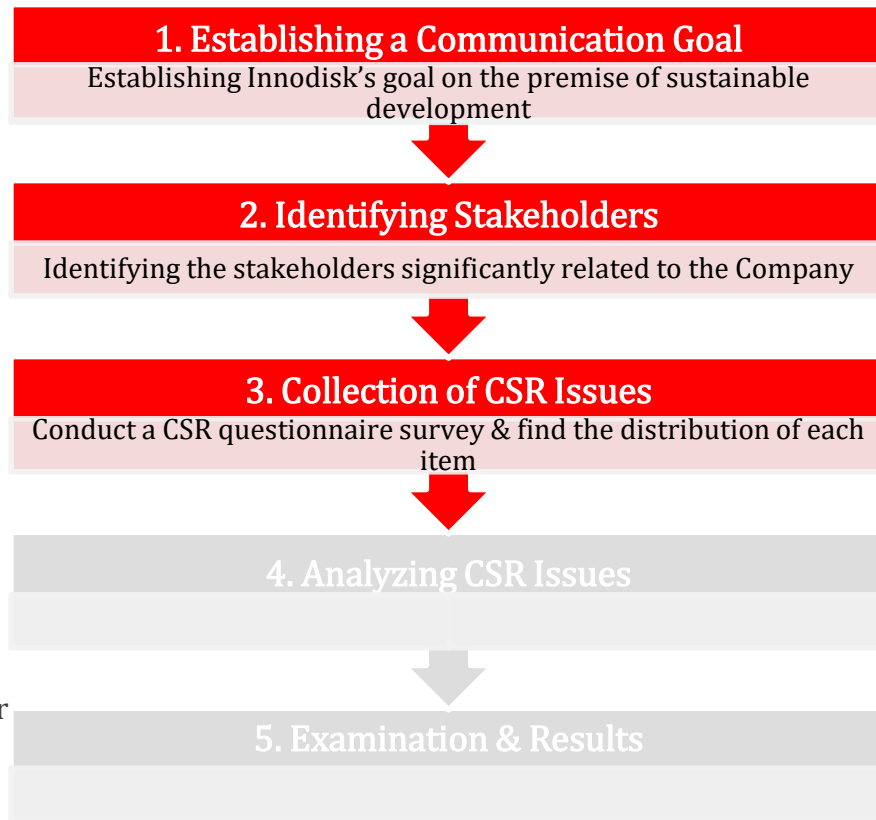 1. Establishing a Communication Goal
Establishing Innodisk's goal on the premise of sustainable
development
2. Identifying Stakeholders
Identifying the stakeholders significantly related to the Company
3. Collection of CSR Issues
Conduct a CSR questionnaire survey & find the distribution of each
item
4. Analyzing CSR Issues
r
5. Examination & Results